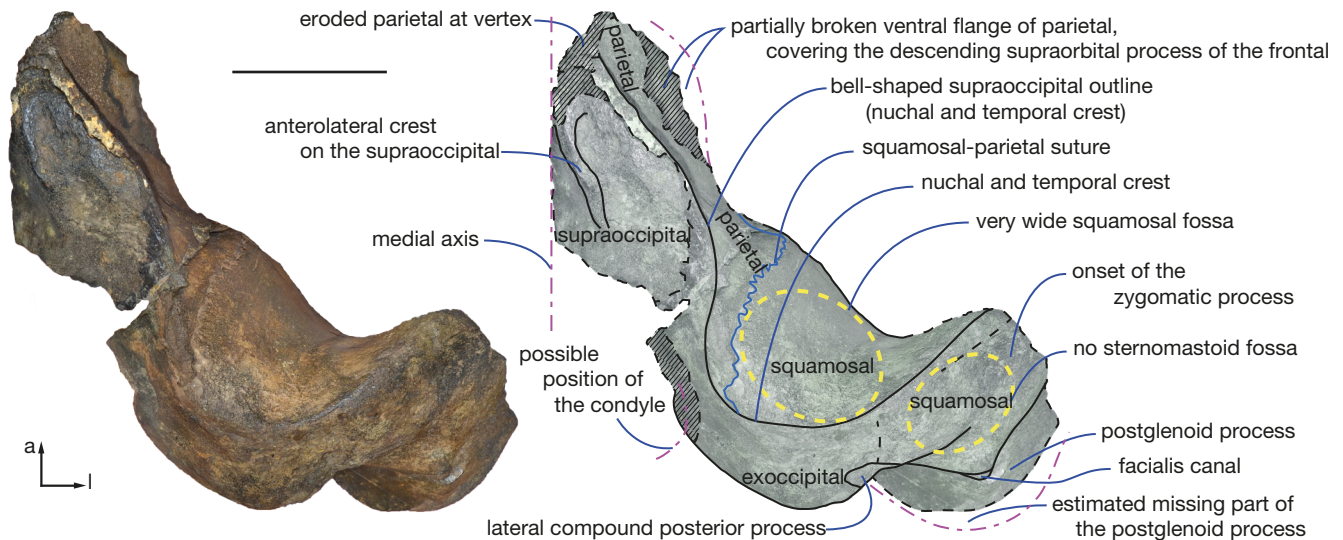 eroded parietal at vertex
parietal
partially broken ventral flange of parietal,
covering the descending supraorbital process of the frontal
bell-shaped supraoccipital outline
(nuchal and temporal crest)
anterolateral crest
on the supraoccipital
squamosal-parietal suture
nuchal and temporal crest
very wide squamosal fossa
medial axis
supraoccipital
parietal
onset of the
zygomatic process
possible
position of
the condyle
no sternomastoid fossa
squamosal
squamosal
postglenoid process
a
l
exoccipital
facialis canal
lateral compound posterior process
estimated missing part of
the postglenoid process